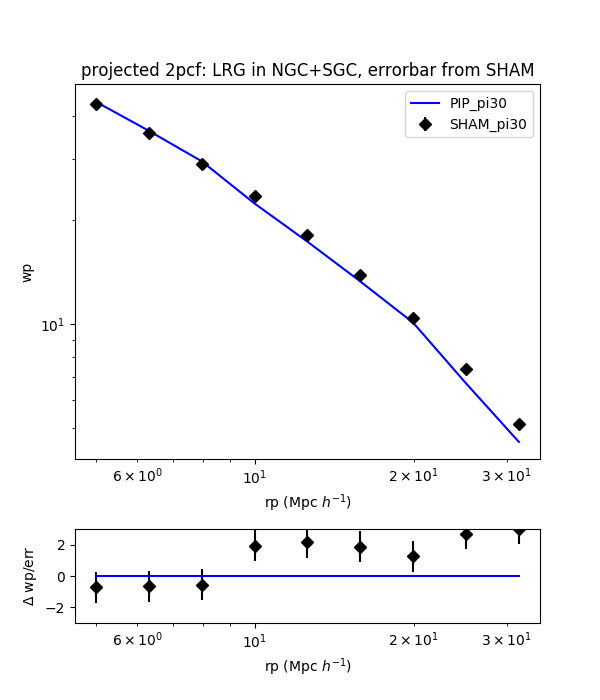 projected 2pcf: LRG in NGC+SGC, errorbar from SHAM
PIP_pi30
SHAM_pi30
wp
10¹
6 × 10⁰
10¹
2 × 10¹
3 × 10¹
rp (Mpc h⁻¹)
Δ wp/err
2
0
−2
6 × 10⁰
10¹
2 × 10¹
3 × 10¹
rp (Mpc h⁻¹)